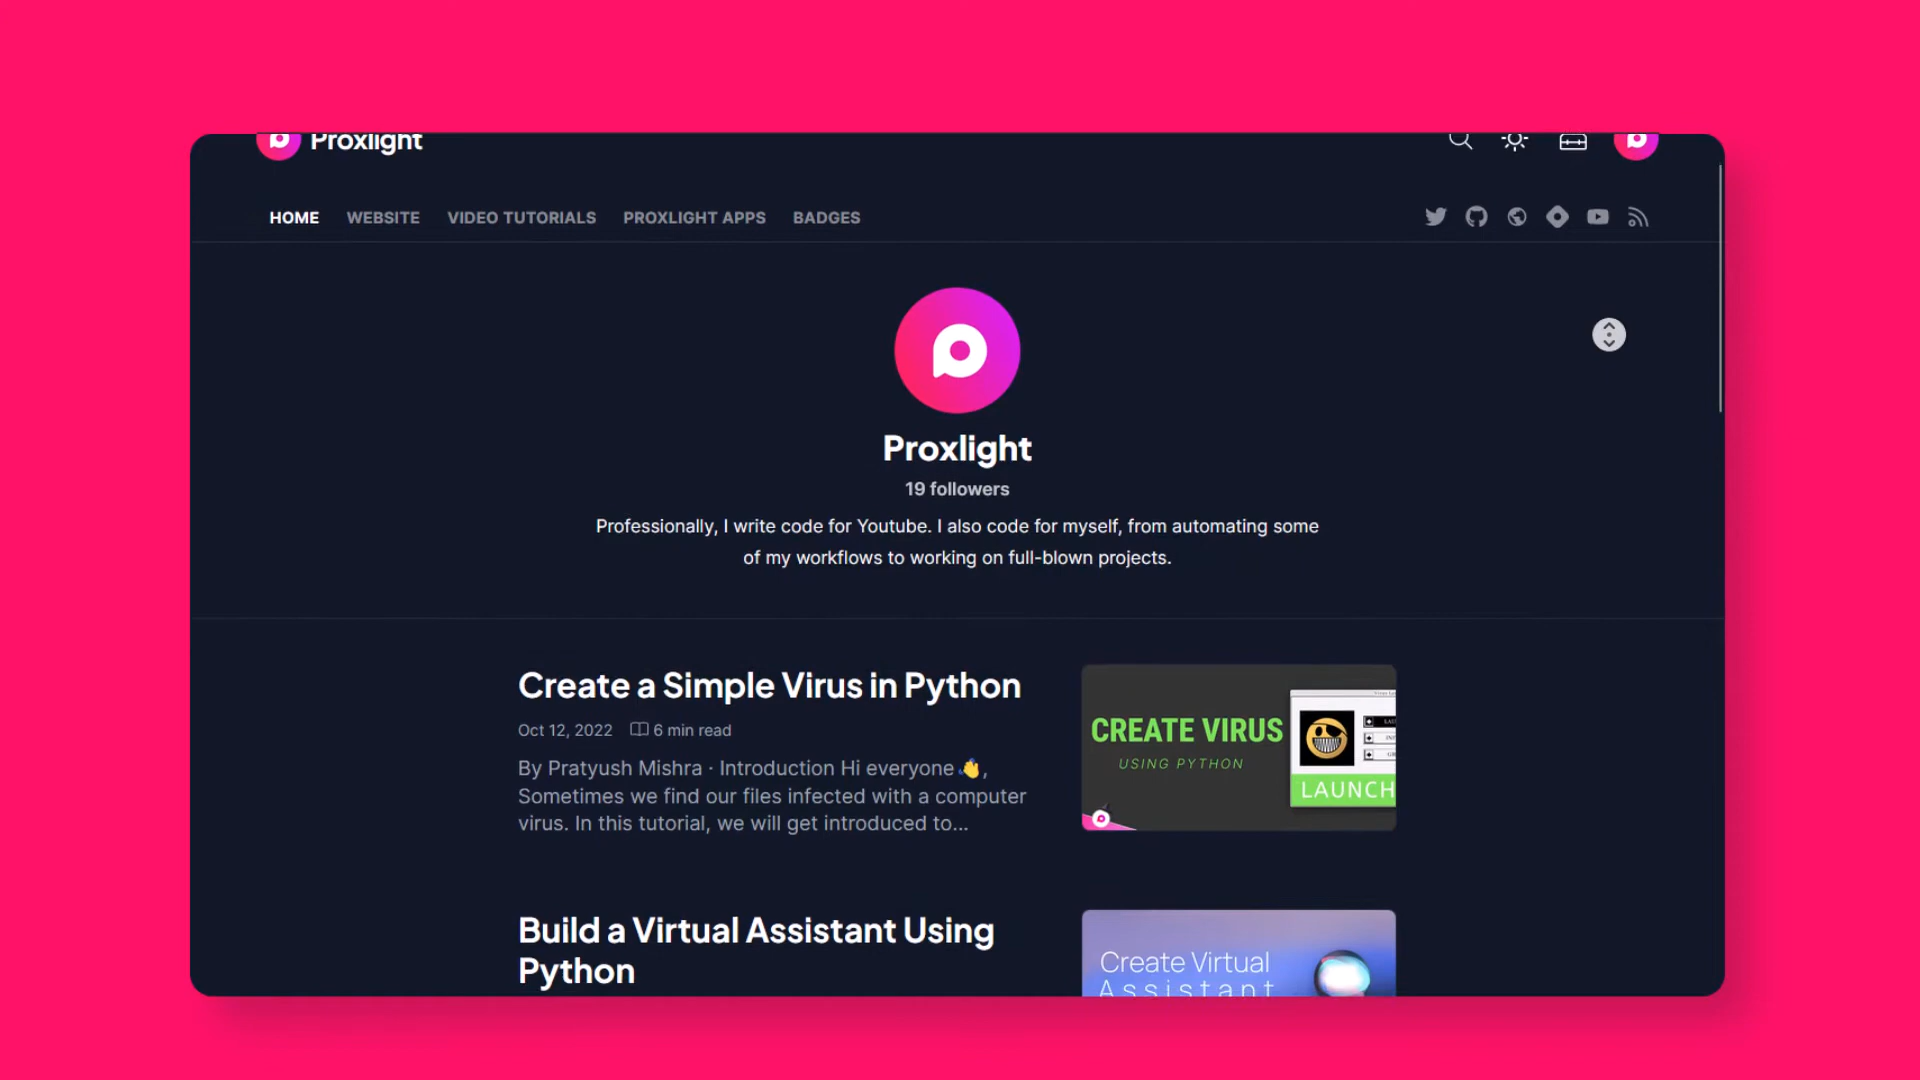 Proxlight
HOME WEBSITE VIDEO TUTORIALS PROXLIGHT APPS BADGES
Proxlight
19 followers
Professionally, I write code for Youtube. I also code for myself, from automating some
of my workflows to working on full-blown projects.
Create a Simple Virus in Python
Oct 12, 2022 6 min read
By Pratyush Mishra · Introduction Hi everyone 👋,
Sometimes we find our files infected with a computer
virus. In this tutorial, we will get introduced to...
CREATE VIRUS
USING PYTHON
LAUNCH
Build a Virtual Assistant Using
Python
Create Virtual
Assistant